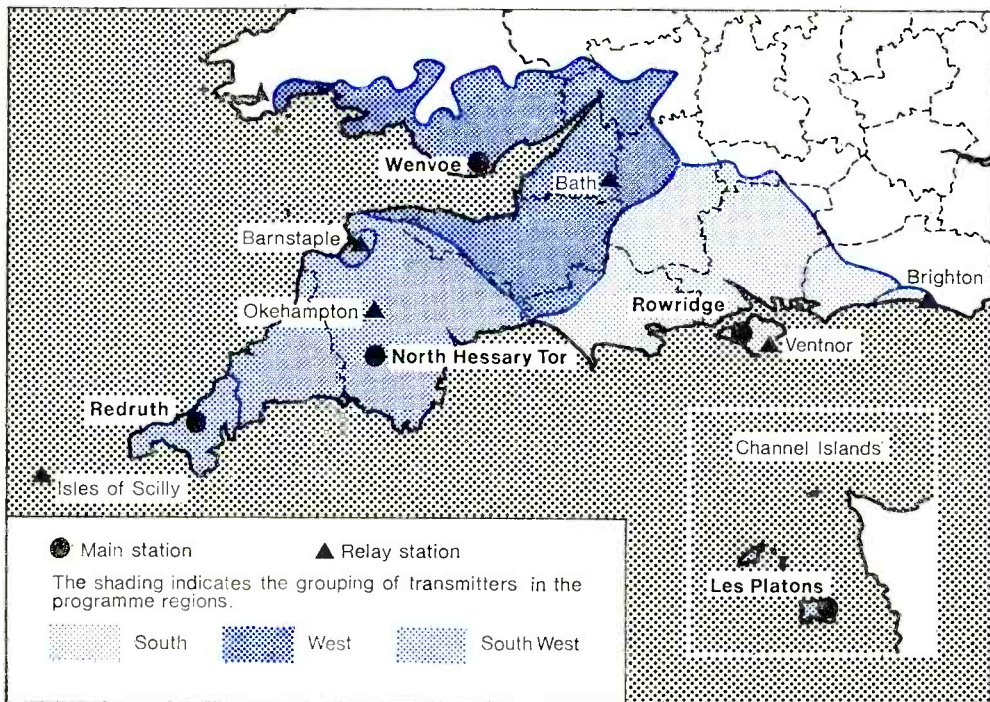 Wenvoe
Bath
Barnstaple
Okehampton
Rowridge
Brighton
Ventnor
North Hessary Tor
Redruth
Isles of Scilly
Channel Islands
Les Platons
Main station
Relay station
The shading indicates the grouping of transmitters in the
programme regions.
South
West
South West